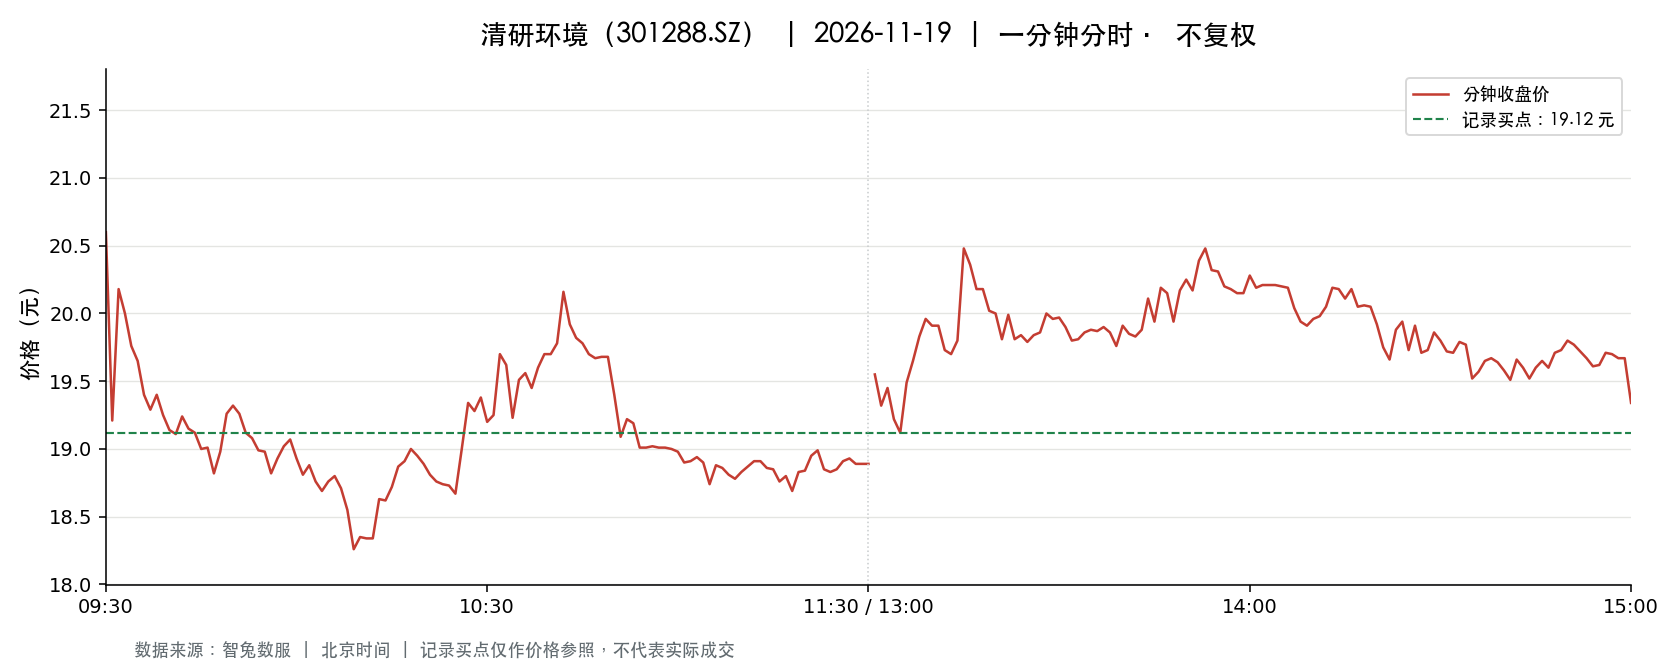 清研环境（301288.SZ） | 2026-11-19 | 一分钟分时 · 不复权
分钟收盘价
记录买点：19.12 元
价格（元）
21.5
21.0
20.5
20.0
19.5
19.0
18.5
18.0
09:30
10:30
11:30 / 13:00
14:00
15:00
数据来源：智兔数服 | 北京时间 | 记录买点仅作价格参照，不代表实际成交